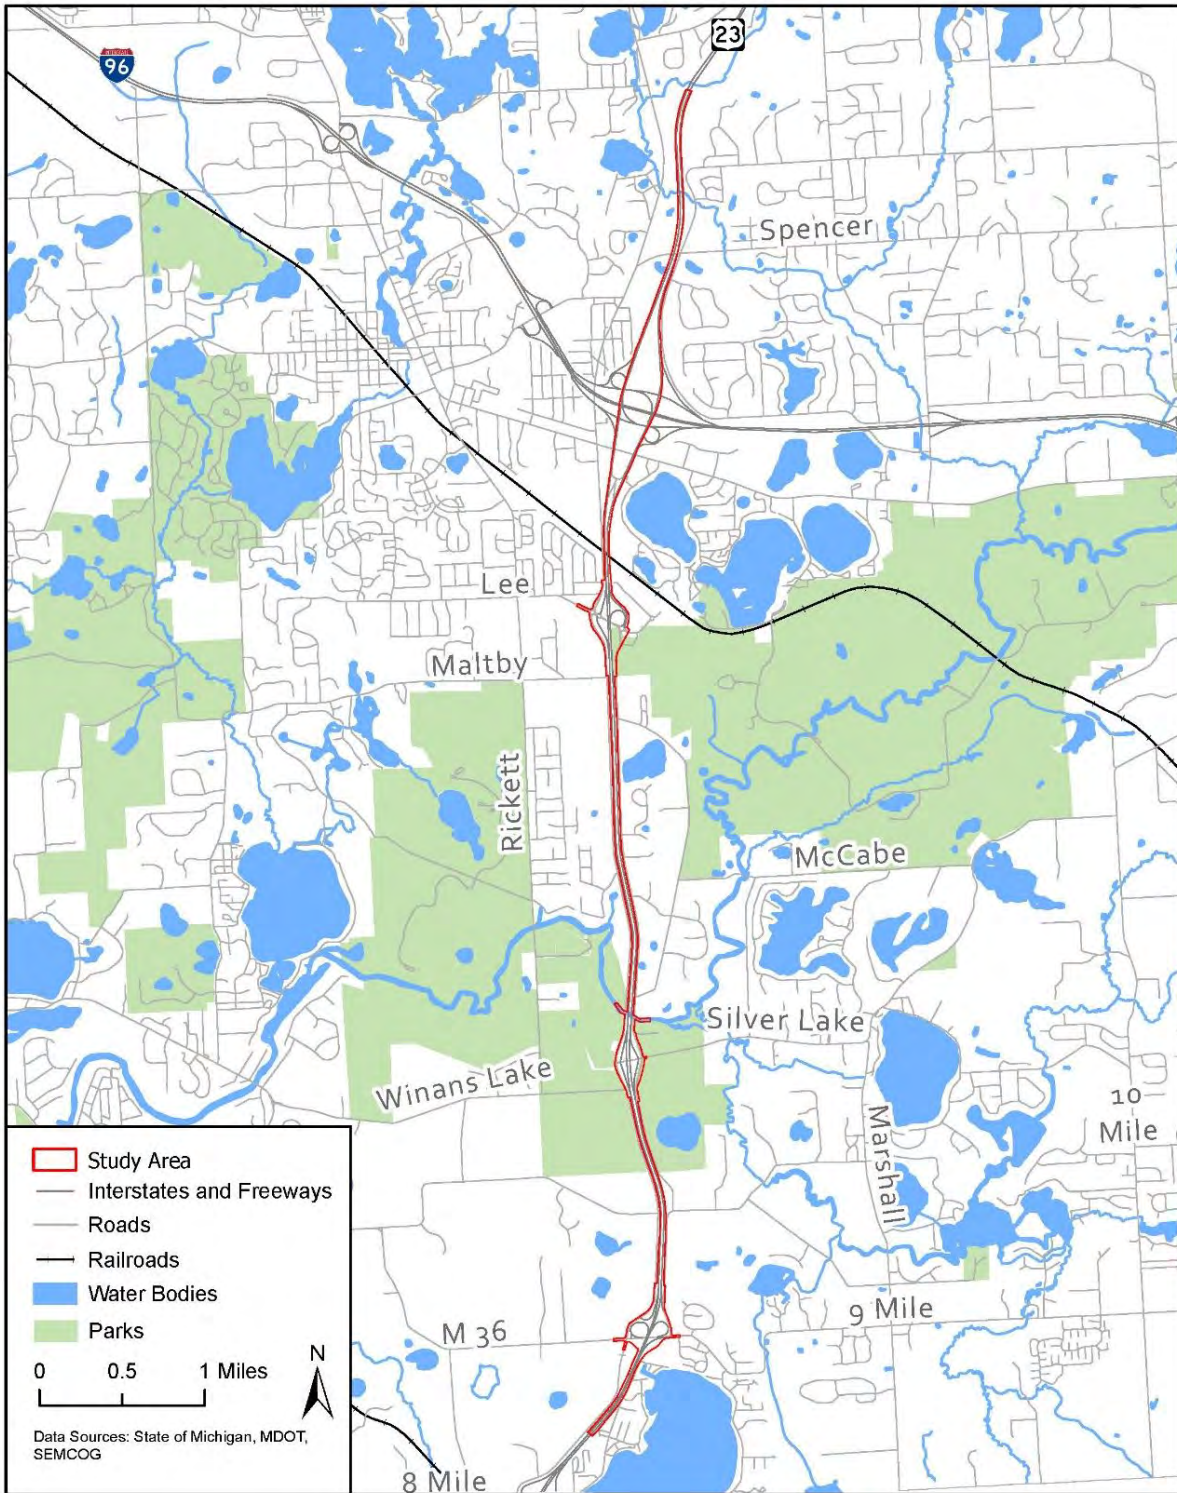 23
96
Spencer
Lee
Maltby
Rickett
McCabe
Silver Lake
Winans Lake
Marshall
10
Mile
9 Mile
M 36
8 Mile
Study Area
Interstates and Freeways
Roads
Railroads
Water Bodies
Parks
0 0.5 1 Miles
N
Data Sources: State of Michigan, MDOT,
SEMCOG